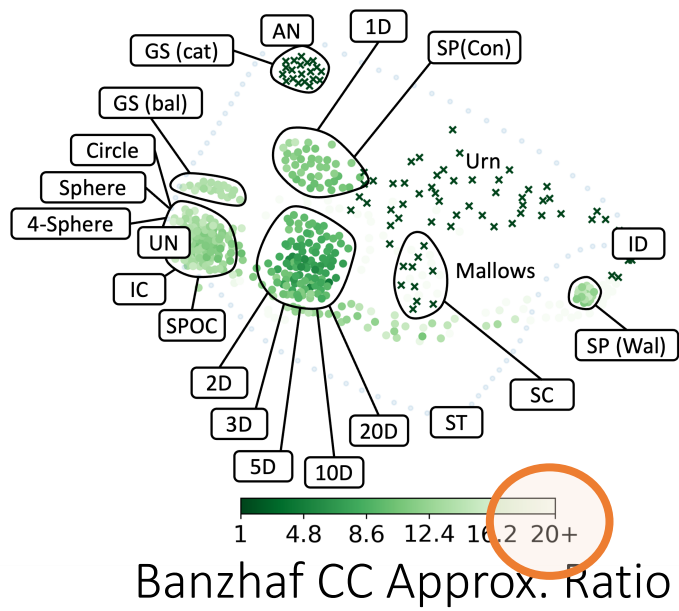 AN
1D
GS (cat)
SP(Con)
GS (bal)
Circle
Urn
Sphere
4-Sphere
UN
ID
Mallows
IC
SPOC
SP (Wal)
2D
SC
3D
20D
ST
5D
10D
1 4.8 8.6 12.4 16.2 20+
Banzhaf CC Approx. Ratio